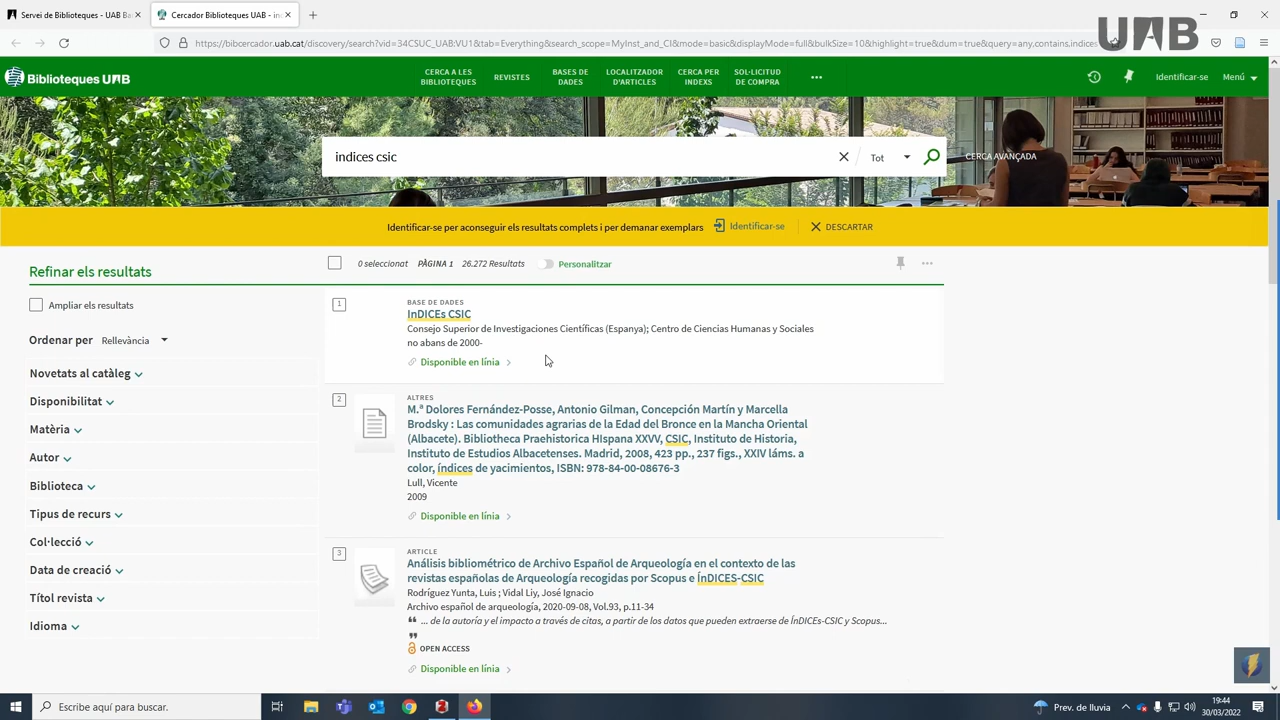 Servei de Biblioteques - UAB Ba
Cercador Biblioteques UAB - in
https://bibcercador.uab.cat/discovery/search?vid=34CSUC_UAB:VU1&tab=Everything&search_scope=MyInst_and_CI&mode=basic&displayMode=full&bulkSize=10&highlight=true&dum=true&query=any,contains,indices
UAB
Biblioteques UAB
CERCA A LES BIBLIOTEQUES
REVISTES
BASES DE DADES
LOCALITZADOR D'ARTICLES
CERCA PER INDEXS
SOL·LICITUD DE COMPRA
Identificar-se
Menú
indices csic
Tot
CERCA AVANÇADA
Identificar-se per aconseguir els resultats complets i per demanar exemplars
Identificar-se
DESCARTAR
Refinar els resultats
Ampliar els resultats
Ordenar per Rellevància
Novetats al catàleg
Disponibilitat
Matèria
Autor
Biblioteca
Tipus de recurs
Col·lecció
Data de creació
Títol revista
Idioma
0 seleccionat PÀGINA 1 26.272 Resultats Personalitzar
1
BASE DE DADES
InDICEs CSIC
Consejo Superior de Investigaciones Científicas (Espanya); Centro de Ciencias Humanas y Sociales
no abans de 2000-
Disponible en línia
2
ALTRES
M.ª Dolores Fernández-Posse, Antonio Gilman, Concepción Martín y Marcella
Brodsky : Las comunidades agrarias de la Edad del Bronce en la Mancha Oriental
(Albacete). Bibliotheca Praehistorica HIspana XXVV, CSIC, Instituto de Historia,
Instituto de Estudios Albacetenses. Madrid, 2008, 423 pp., 237 figs., XXIV láms. a
color, índices de yacimientos, ISBN: 978-84-00-08676-3
Lull, Vicente
2009
Disponible en línia
3
ARTICLE
Análisis bibliométrico de Archivo Español de Arqueología en el contexto de las
revistas españolas de Arqueología recogidas por Scopus e ÍnDICES-CSIC
Rodríguez Yunta, Luis ; Vidal Liy, José Ignacio
Archivo español de arqueología, 2020-09-08, Vol.93, p.11-34
❝ ... de la autoría y el impacto a través de citas, a partir de los datos que pueden extraerse de ÍnDICEs-CSIC y Scopus...
❞
OPEN ACCESS
Disponible en línia
Escribe aquí para buscar.
Prev. de lluvia
19:44
30/03/2022